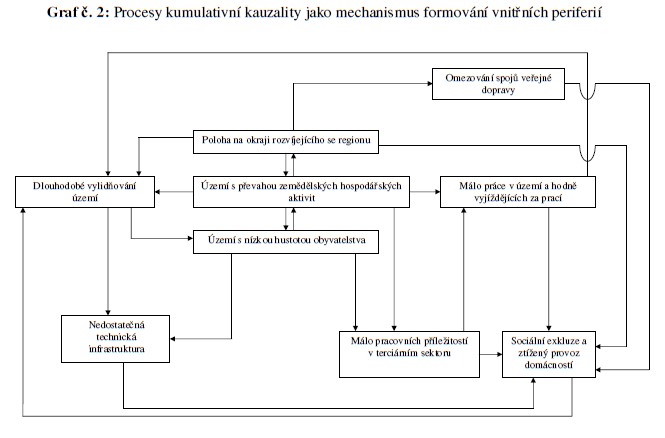 Graf č. 2: Procesy kumulativní kauzality jako mechanismus formování vnitřních periferií
Omezování spojů veřejné
dopravy
Poloha na okraji rozvíjejícího se regionu
Dlouhodobé vylidňování
území
Území s převahou zemědělských hospodářských
aktivit
Málo práce v území a hodně
vyjíždějících za prací
Území s nízkou hustotou obyvatelstva
Nedostatečná
technická
infrastruktura
Málo pracovních příležitostí
v terciárním sektoru
Sociální exkluze a
ztížený provoz
domácností